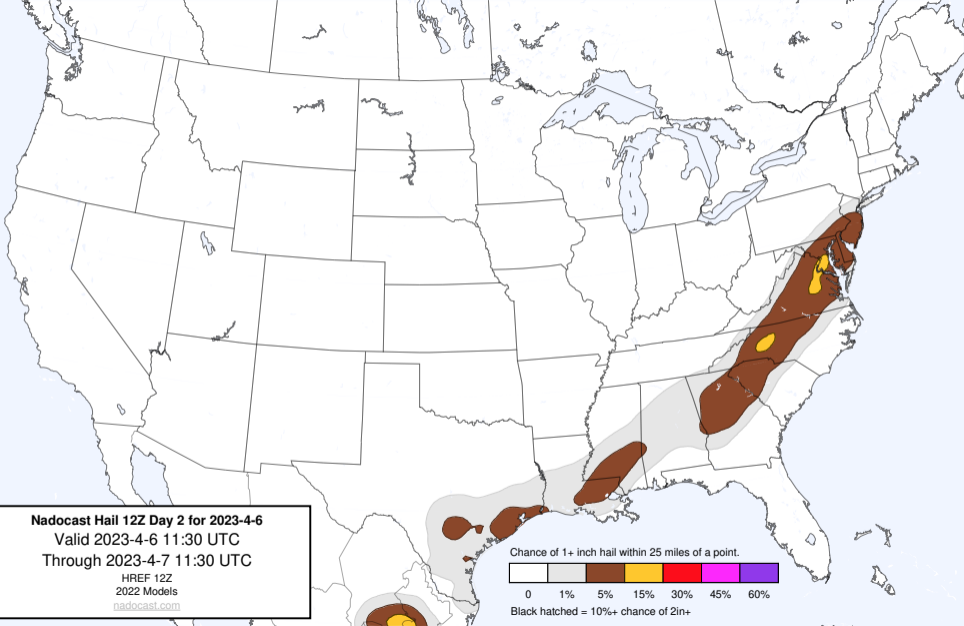 Nadocast Hail 12Z Day 2 for 2023-4-6
Valid 2023-4-6 11:30 UTC
Through 2023-4-7 11:30 UTC
HREF 12Z
2022 Models
nadocast.com
Chance of 1+ inch hail within 25 miles of a point.
0 1% 5% 15% 30% 45% 60%
Black hatched = 10%+ chance of 2in+